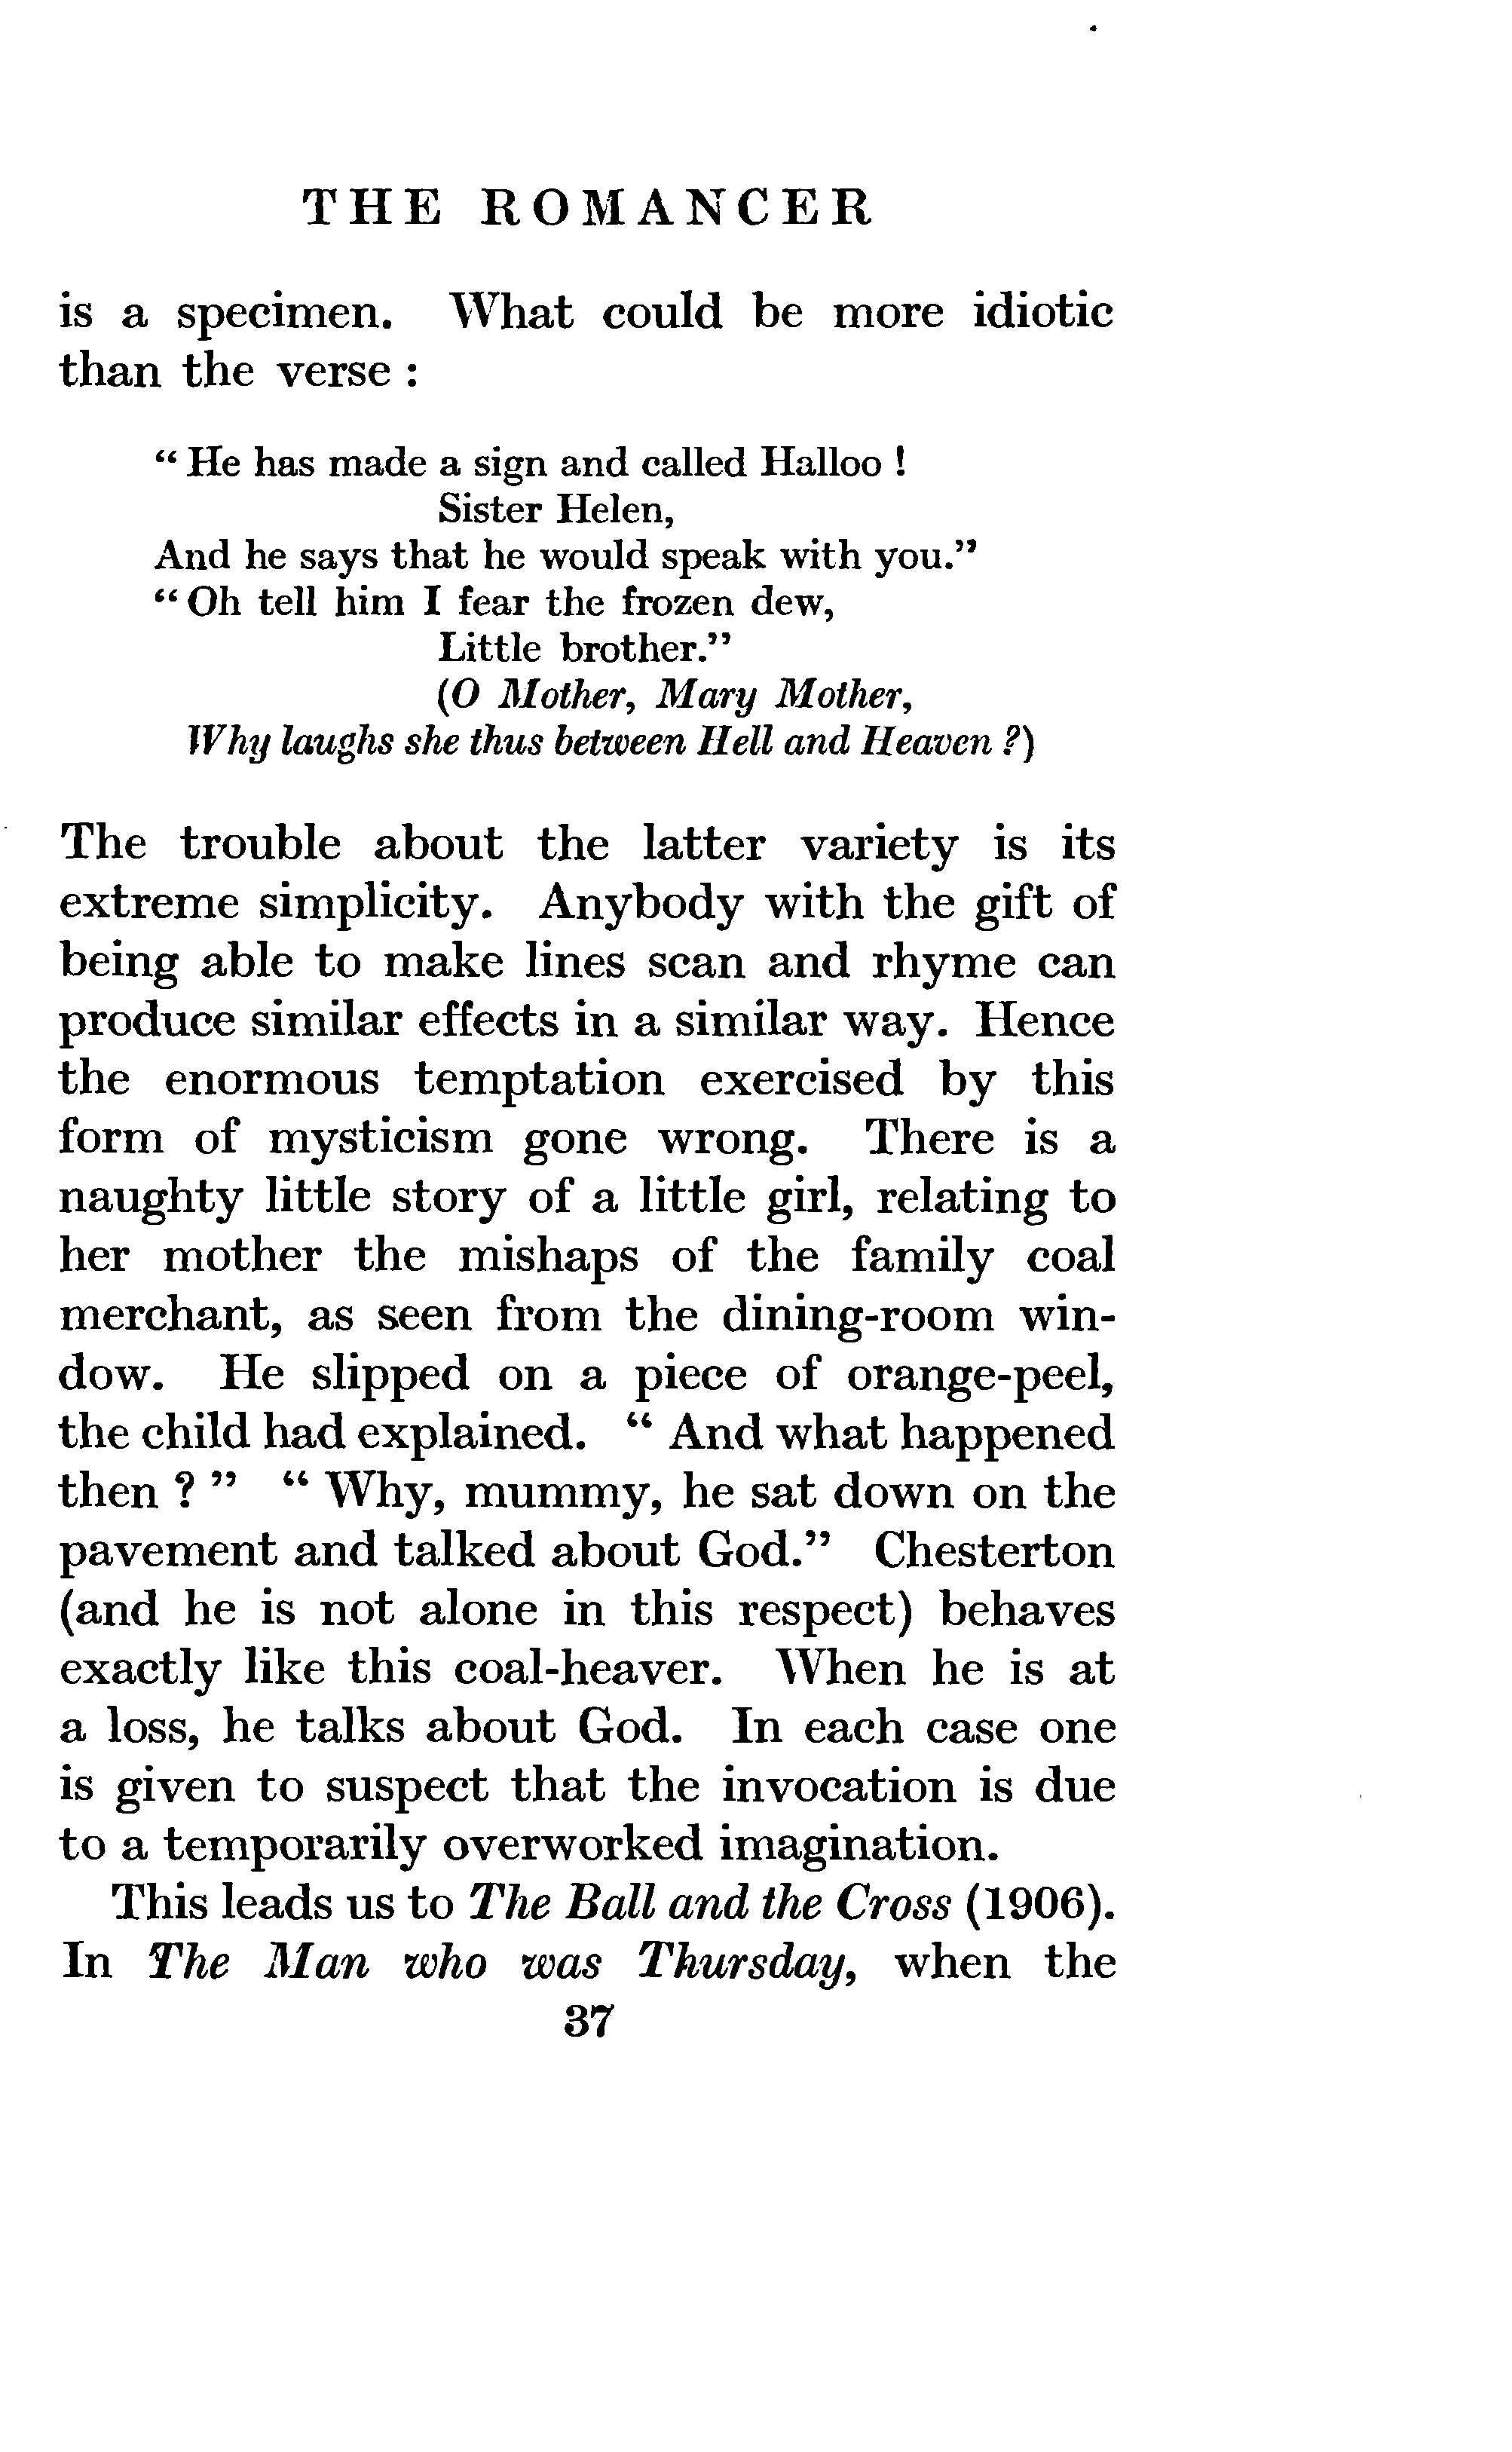 THE ROMANCER
is a specimen. What could be more idiotic
than the verse :
“ He has made a sign and called Halloo !
Sister Helen,
And he says that he would speak with you.”
“ Oh tell him I fear the frozen dew,
Little brother.”
(O Mother, Mary Mother,
Why laughs she thus between Hell and Heaven ?)
The trouble about the latter variety is its
extreme simplicity. Anybody with the gift of
being able to make lines scan and rhyme can
produce similar effects in a similar way. Hence
the enormous temptation exercised by this
form of mysticism gone wrong. There is a
naughty little story of a little girl, relating to
her mother the mishaps of the family coal
merchant, as seen from the dining-room win-
dow. He slipped on a piece of orange-peel,
the child had explained. “ And what happened
then ? ” “ Why, mummy, he sat down on the
pavement and talked about God.” Chesterton
(and he is not alone in this respect) behaves
exactly like this coal-heaver. When he is at
a loss, he talks about God. In each case one
is given to suspect that the invocation is due
to a temporarily overworked imagination.
This leads us to The Ball and the Cross (1906).
In The Man who was Thursday, when the
37